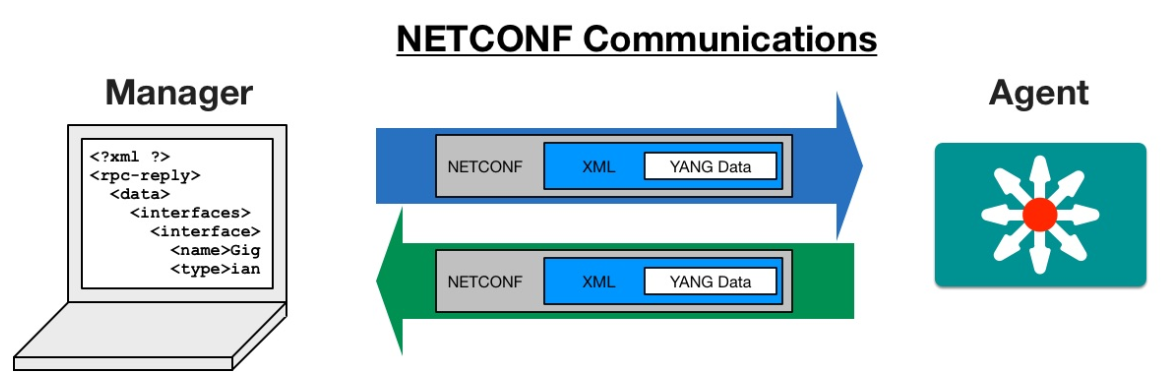 NETCONF Communications
Manager
Agent
<?xml ?>
<rpc-reply>
<data>
<interfaces>
<interface>
<name>Gig
<type>ian
NETCONF XML YANG Data
NETCONF XML YANG Data